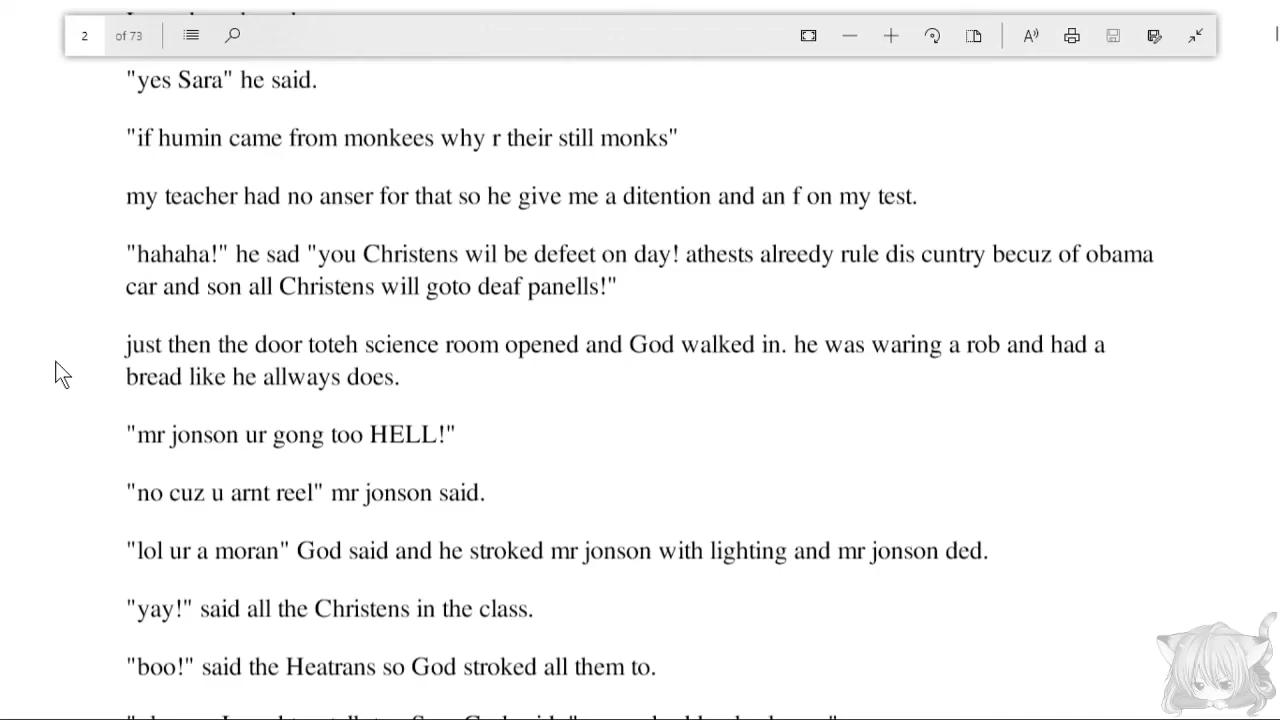 2 of 73
"yes Sara" he said.
"if humin came from monkees why r their still monks"
my teacher had no anser for that so he give me a ditention and an f on my test.
"hahaha!" he sad "you Christens wil be defeet on day! athests alreedy rule dis cuntry becuz of obama
car and son all Christens will goto deaf panells!"
just then the door toteh science room opened and God walked in. he was waring a rob and had a
bread like he allways does.
"mr jonson ur gong too HELL!"
"no cuz u arnt reel" mr jonson said.
"lol ur a moran" God said and he stroked mr jonson with lighting and mr jonson ded.
"yay!" said all the Christens in the class.
"boo!" said the Heatrans so God stroked all them to.